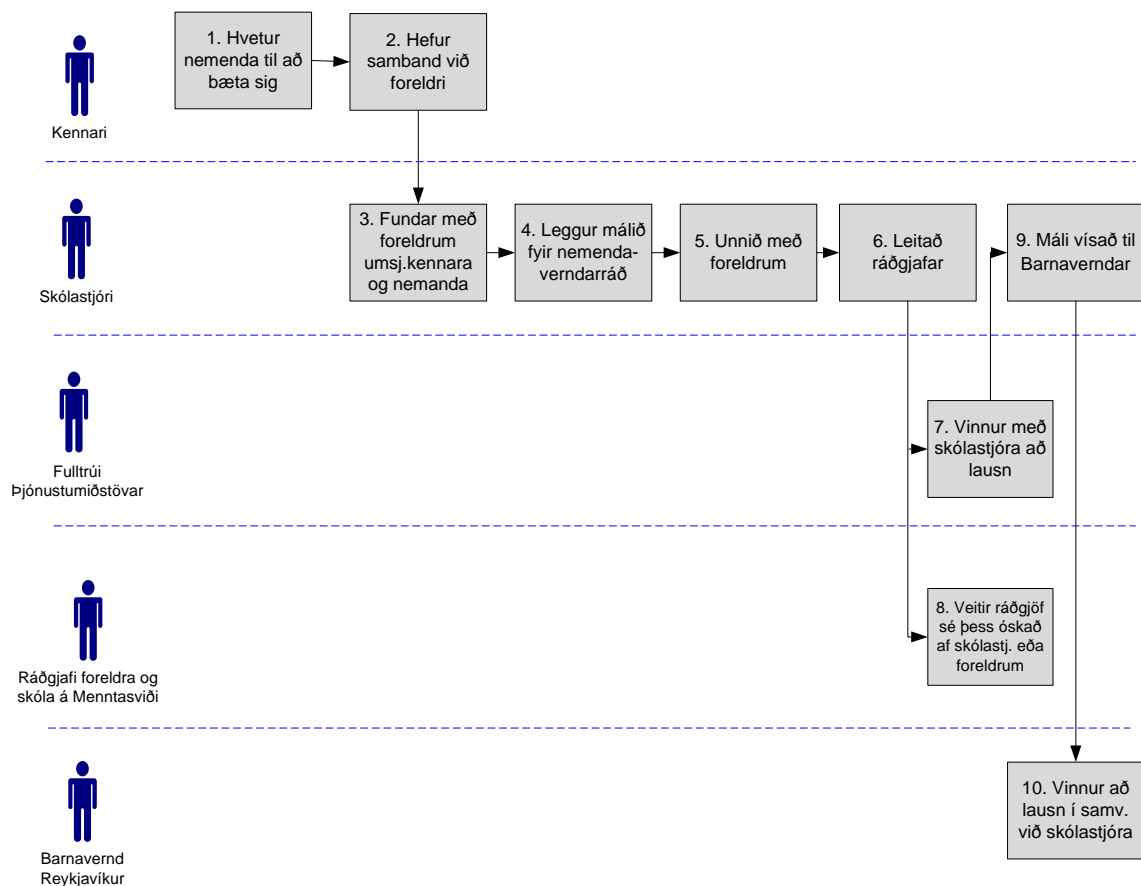 1. Hvetur
nemenda til að
bæta sig
2. Hefur
samband við
foreldri
Kennari
3. Fundar með
foreldrum
umsj.kennara
og nemanda
4. Leggur málið
fyir nemenda-
verndarráð
5. Unnið með
foreldrum
6. Leitað
ráðgjafar
9. Máli vísað til
Barnaverndar
Skólastjóri
7. Vinnur með
skólastjóra að
lausn
Fulltrúi
Þjónustumiðstövar
8. Veitir ráðgjöf
sé þess óskað
af skólastj. eða
foreldrum
Ráðgjafi foreldra og
skóla á Menntasviði
10. Vinnur að
lausn í samv.
við skólastjóra
Barnavernd
Reykjavíkur